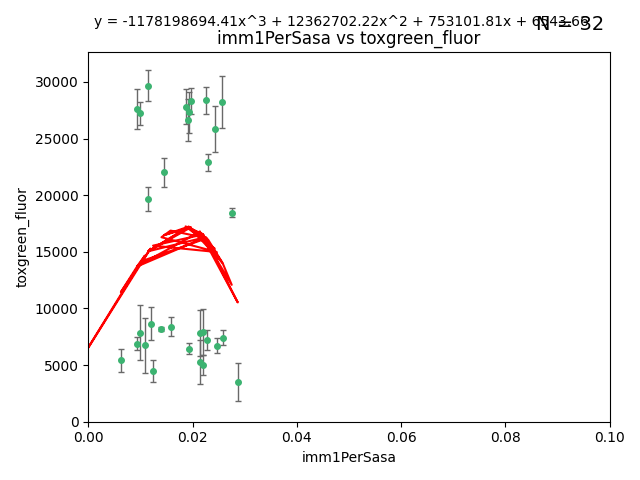 y = -1178198694.41x^3 + 12362702.22x^2 + 753101.81x + 6543.66
N = 32
imm1PerSasa vs toxgreen_fluor
30000
25000
20000
15000
10000
5000
0
toxgreen_fluor
0.00 0.02 0.04 0.06 0.08 0.10
imm1PerSasa